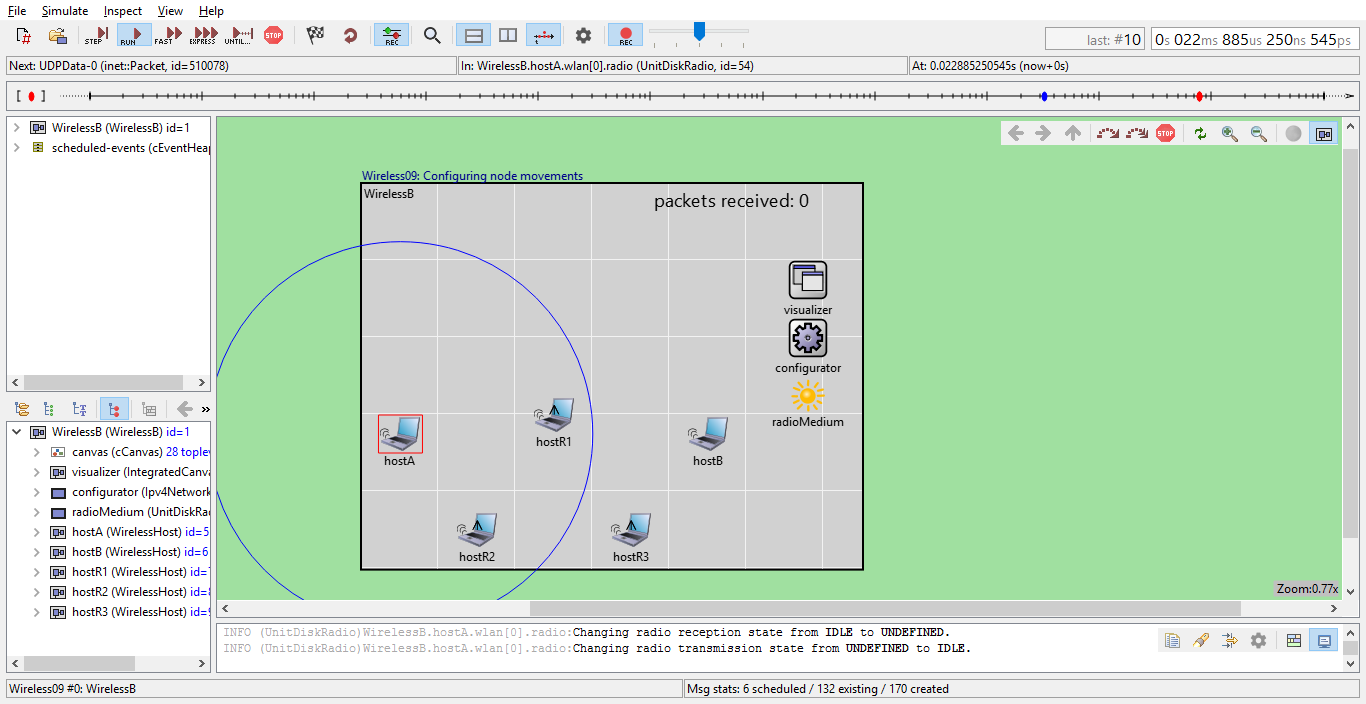 File Simulate Inspect View Help
STEP RUN FAST EXPRESS UNTIL... STOP REC REC
last: #10 0s 022ms 885us 250ns 545ps
Next: UDPData-0 (inet::Packet, id=510078) In: WirelessB.hostA.wlan[0].radio (UnitDiskRadio, id=54) At: 0.022885250545s (now+0s)
WirelessB (WirelessB) id=1
scheduled-events (cEventHeap
STOP
Wireless09: Configuring node movements
WirelessB
packets received: 0
visualizer
configurator
radioMedium
hostR1
hostA
hostB
hostR2
hostR3
Zoom:0.77x
WirelessB (WirelessB) id=1
canvas (cCanvas) 28 toplev
visualizer (IntegratedCanva
configurator (Ipv4Network
radioMedium (UnitDiskRad
hostA (WirelessHost) id=5
hostB (WirelessHost) id=6
hostR1 (WirelessHost) id=
hostR2 (WirelessHost) id=
hostR3 (WirelessHost) id=
INFO (UnitDiskRadio)WirelessB.hostA.wlan[0].radio:Changing radio reception state from IDLE to UNDEFINED.
INFO (UnitDiskRadio)WirelessB.hostA.wlan[0].radio:Changing radio transmission state from UNDEFINED to IDLE.
Wireless09 #0: WirelessB
Msg stats: 6 scheduled / 132 existing / 170 created